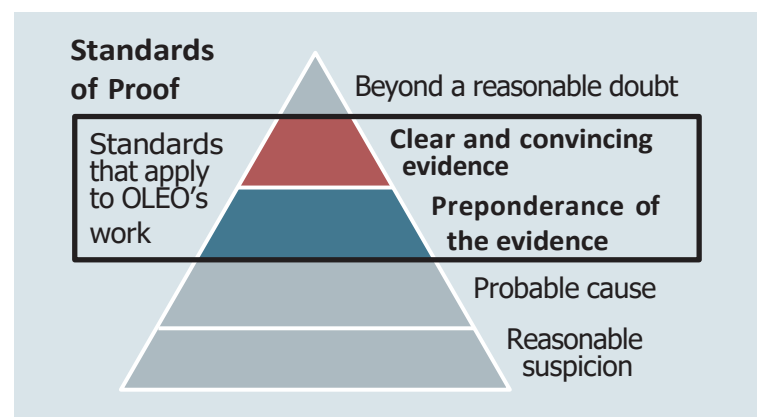 Standards
of Proof
Beyond a reasonable doubt
Standards
that apply
to OLEO's
work
Clear and convincing
evidence
Preponderance of
the evidence
Probable cause
Reasonable
suspicion